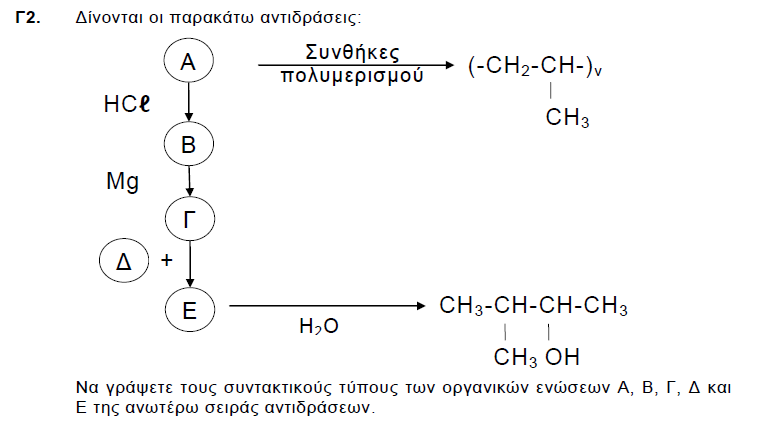 Γ2. Δίνονται οι παρακάτω αντιδράσεις:
Α
Συνθήκες
πολυμερισμού
(-CH2-CH-)ν
CH3
HCℓ
Β
Mg
Γ
Δ +
Ε
H2O
CH3-CH-CH-CH3
CH3 OH
Να γράψετε τους συντακτικούς τύπους των οργανικών ενώσεων Α, Β, Γ, Δ και
Ε της ανωτέρω σειράς αντιδράσεων.